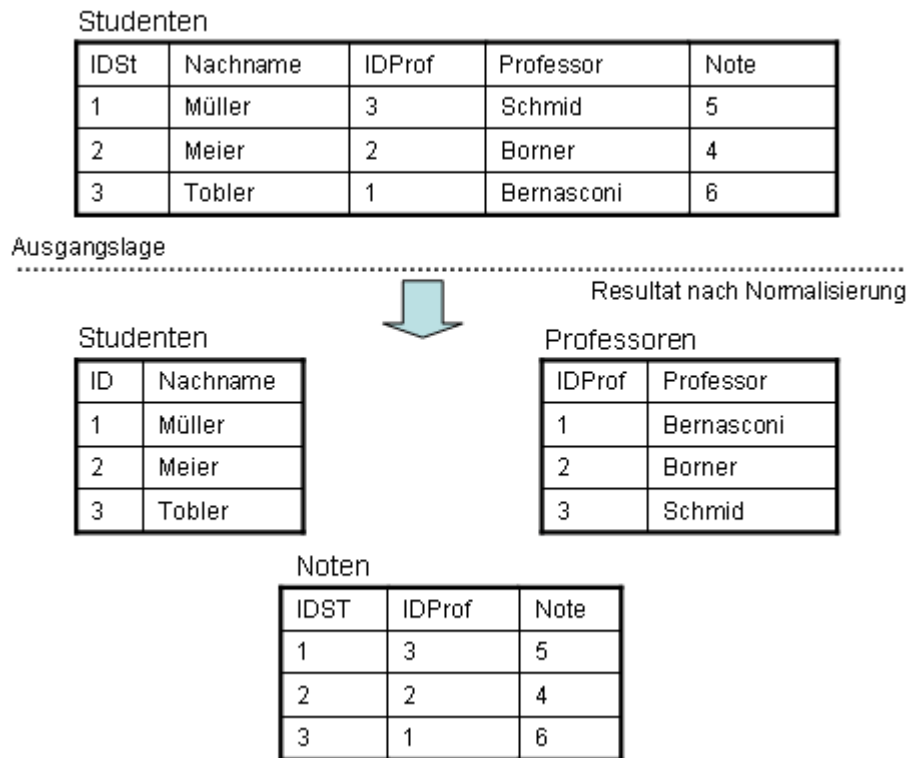 Studenten
IDSt Nachname IDProf Professor Note
1 Müller 3 Schmid 5
2 Meier 2 Borner 4
3 Tobler 1 Bernasconi 6
Ausgangslage
Resultat nach Normalisierung
Studenten
ID Nachname
1 Müller
2 Meier
3 Tobler
Professoren
IDProf Professor
1 Bernasconi
2 Borner
3 Schmid
Noten
IDST IDProf Note
1 3 5
2 2 4
3 1 6